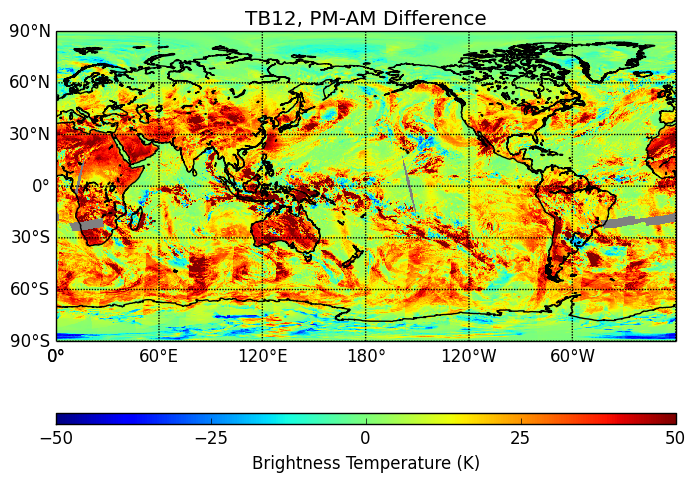 TB12, PM-AM Difference
90°N
60°N
30°N
0°
30°S
60°S
90°S
0° 60°E 120°E 180° 120°W 60°W
−50 −25 0 25 50
Brightness Temperature (K)